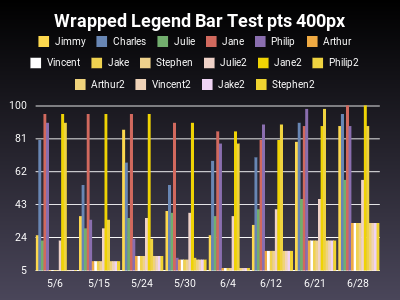 Wrapped Legend Bar Test pts 400px
Jimmy Charles Julie Jane Philip Arthur
Vincent Jake Stephen Julie2 Jane2 Philip2
Arthur2 Vincent2 Jake2 Stephen2
100
81
62
43
24
5
5/6 5/15 5/24 5/30 6/4 6/12 6/21 6/28